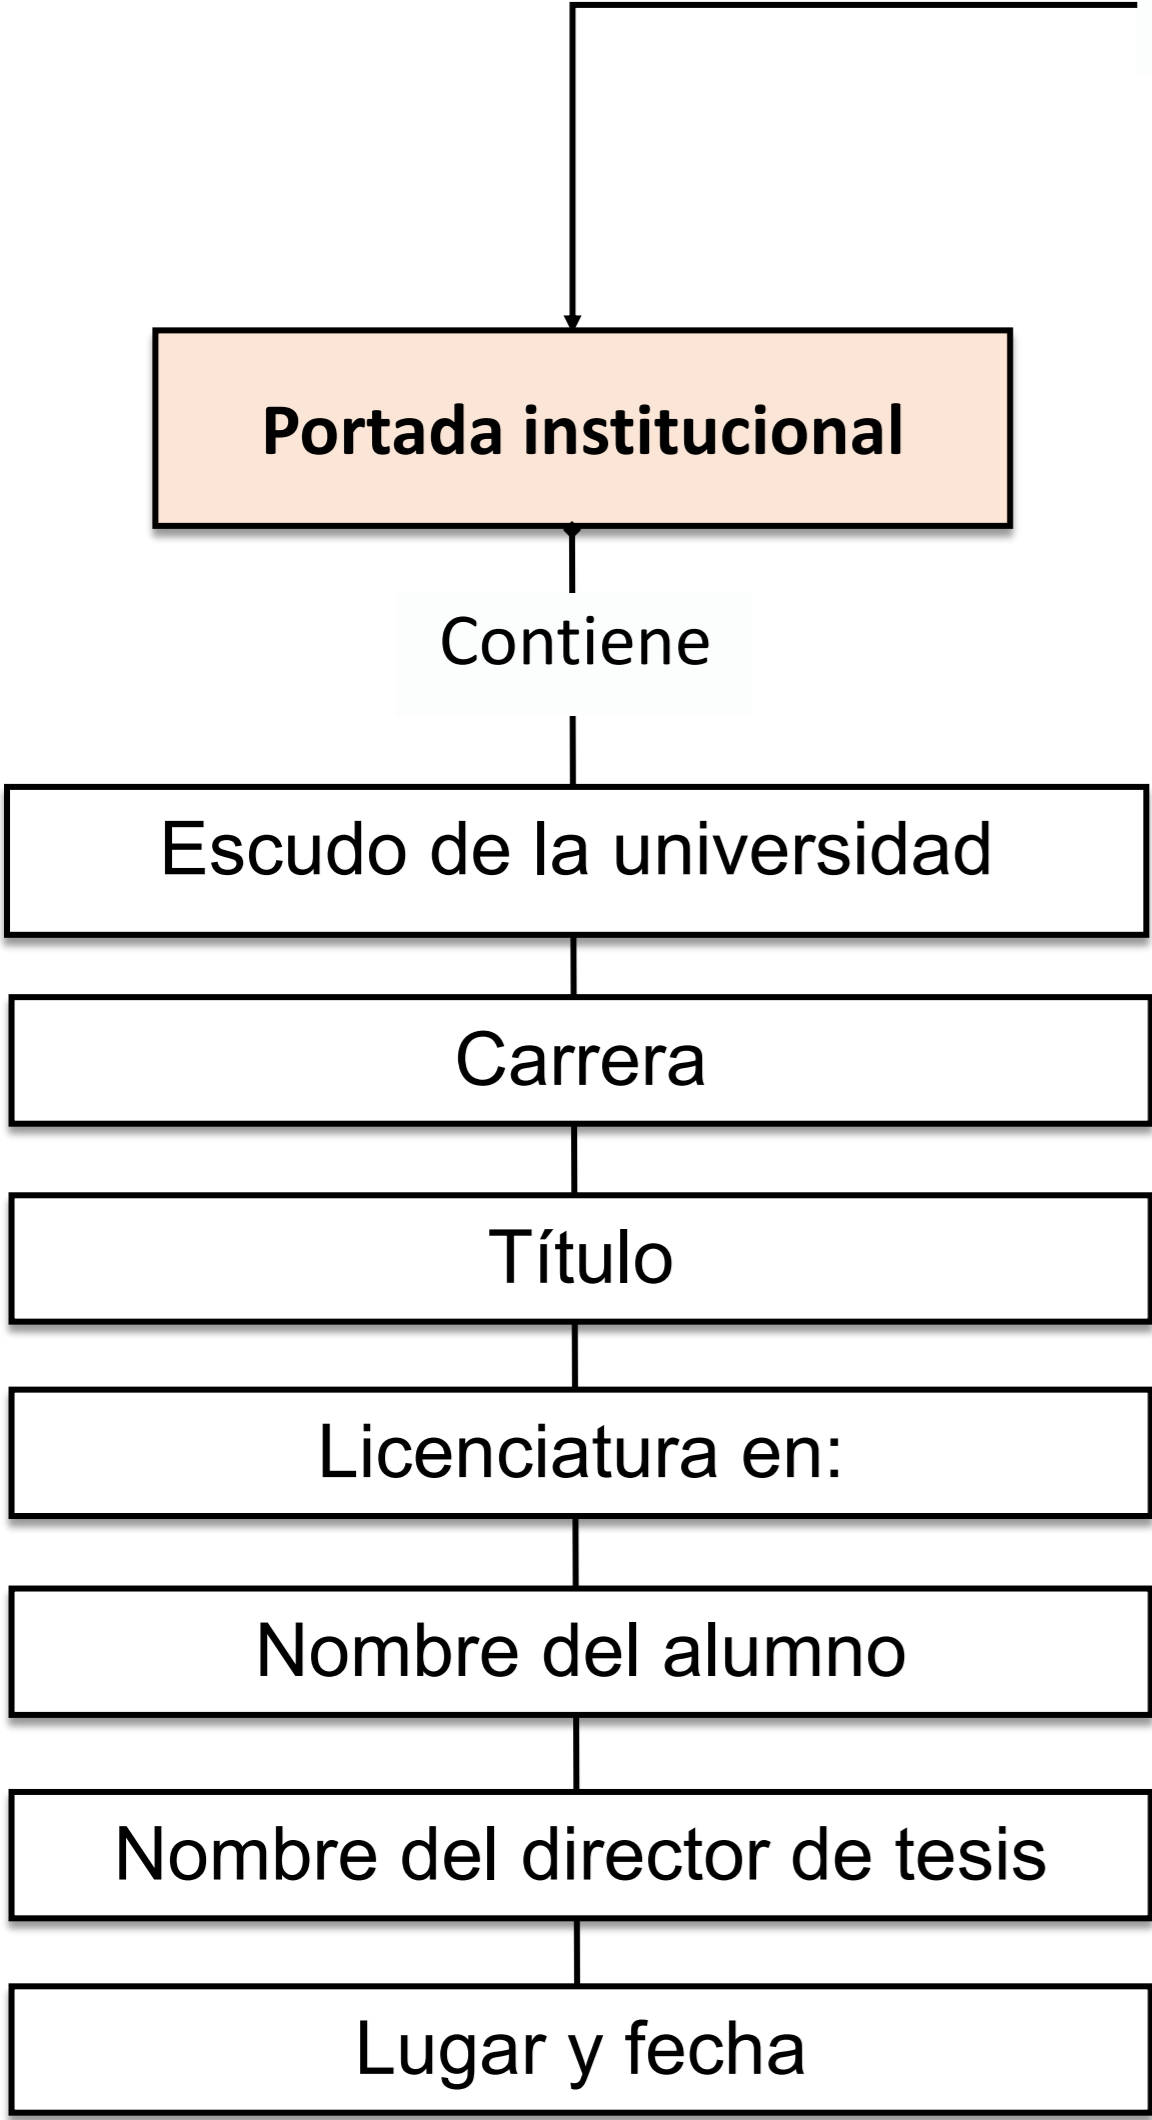 Portada institucional
Contiene
Escudo de la universidad
Carrera
Título
Licenciatura en:
Nombre del alumno
Nombre del director de tesis
Lugar y fecha